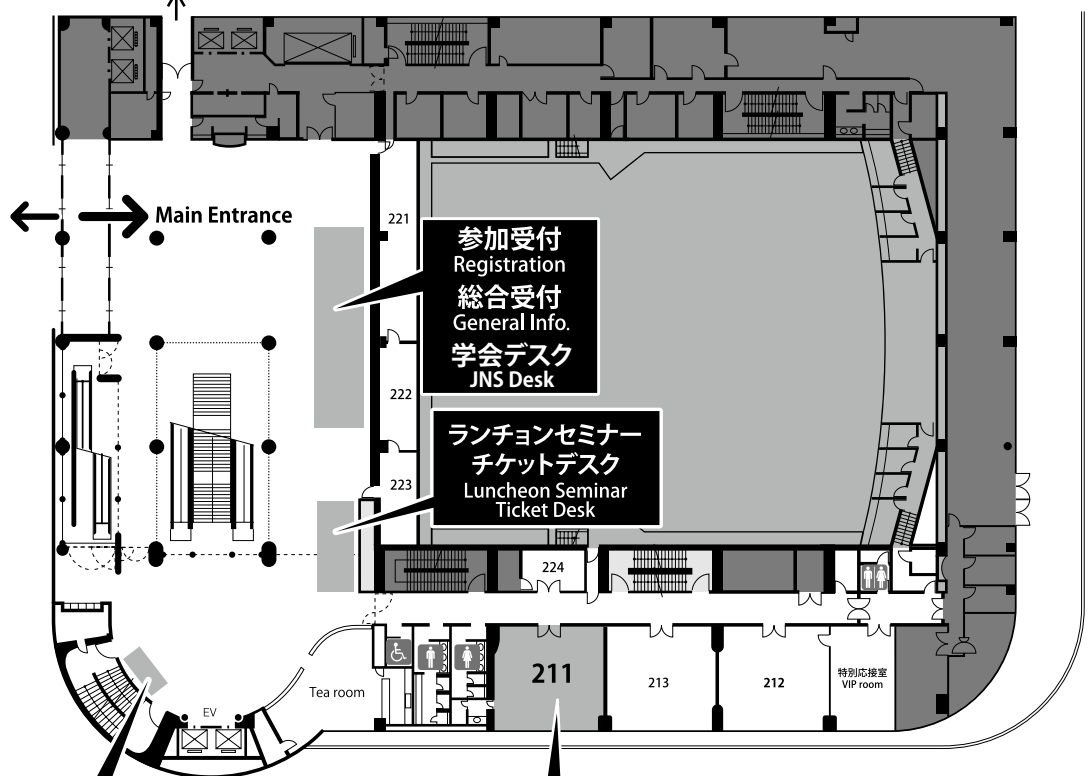 Main Entrance
221
参加受付
Registration
総合受付
General Info.
学会デスク
JNS Desk
222
ランチョンセミナー
チケットデスク
Luncheon Seminar
Ticket Desk
223
224
211
213
212
特別応接室
VIP room
Tea room
EV